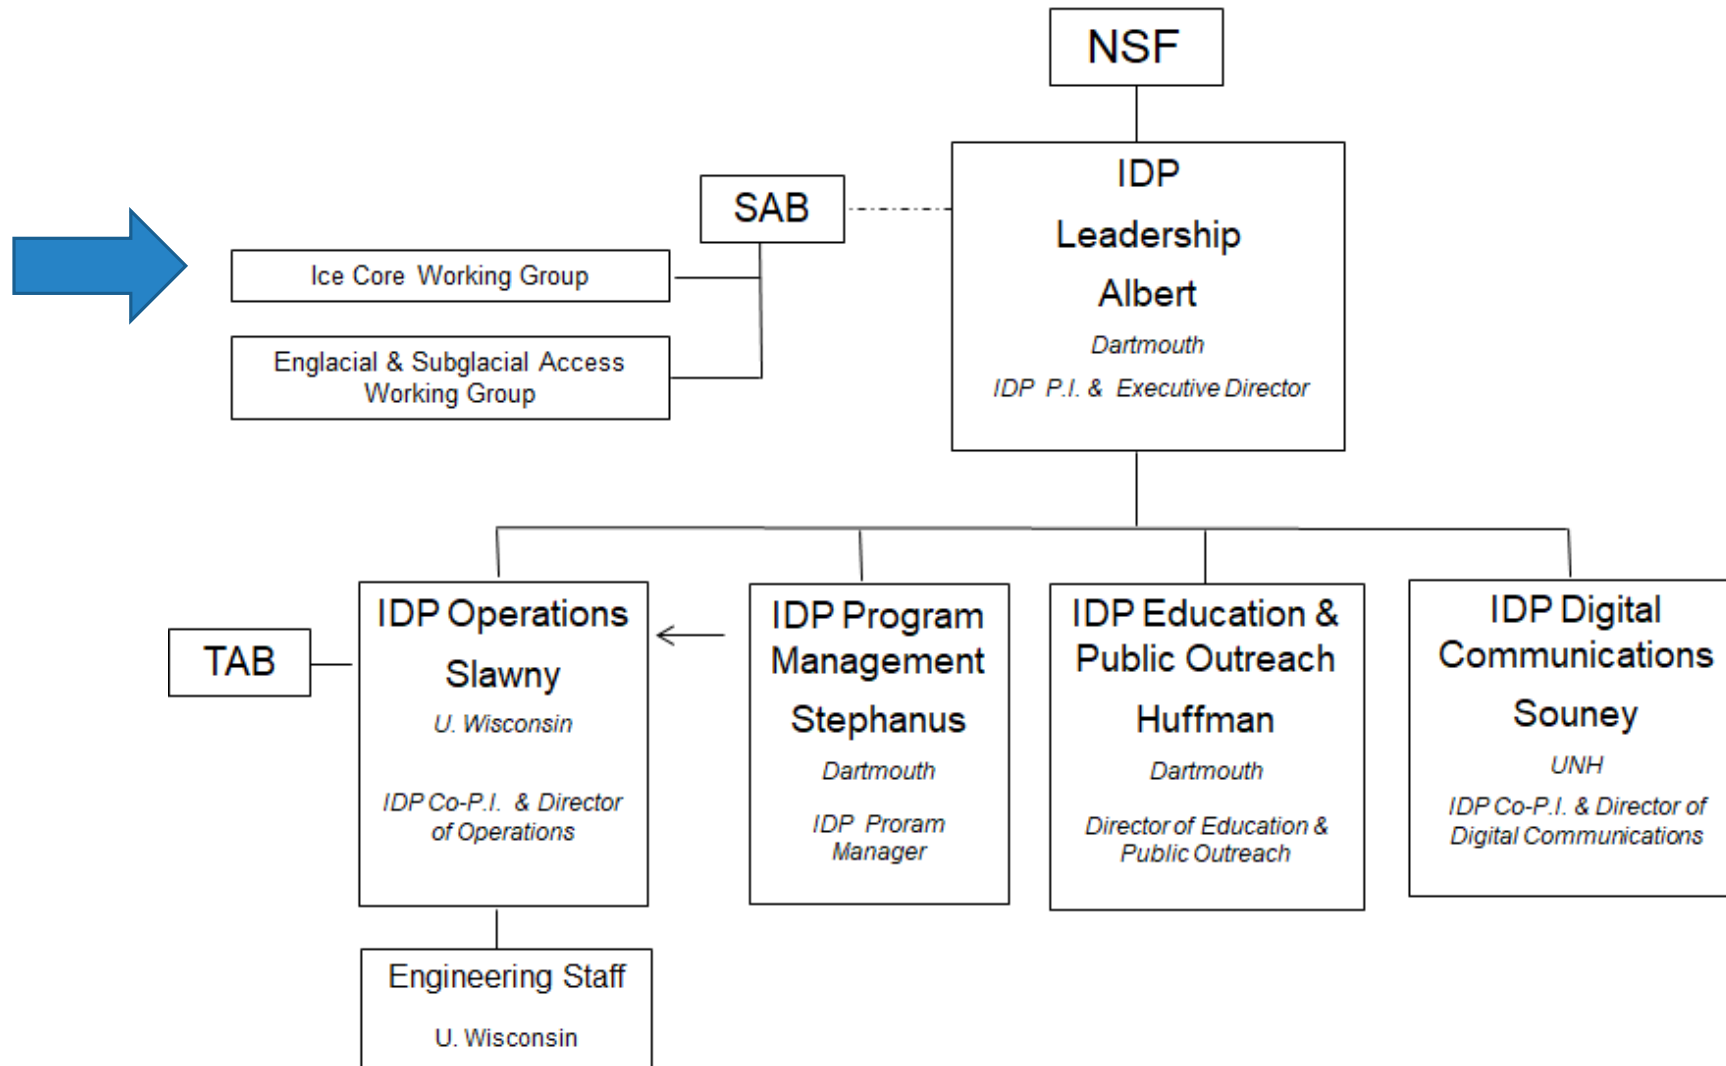 NSF
IDP
Leadership
Albert
Dartmouth
IDP P.I. & Executive Director
SAB
Ice Core Working Group
Englacial & Subglacial Access
Working Group
TAB
IDP Operations
Slawny
U. Wisconsin
IDP Co-P.I. & Director
of Operations
IDP Program
Management
Stephanus
Dartmouth
IDP Proram
Manager
IDP Education &
Public Outreach
Huffman
Dartmouth
Director of Education &
Public Outreach
IDP Digital
Communications
Souney
UNH
IDP Co-P.I. & Director of
Digital Communications
Engineering Staff
U. Wisconsin